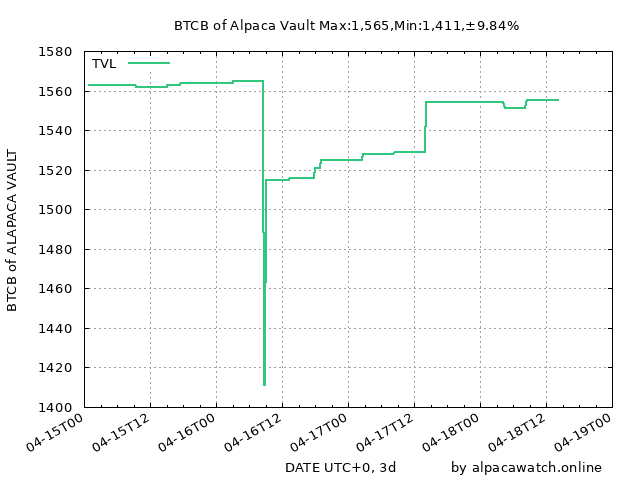 BTCB of Alpaca Vault Max:1,565,Min:1,411,±9.84%
TVL
1580
1560
1540
1520
1500
1480
1460
1440
1420
1400
BTCB of ALAPACA VAULT
04-15T00
04-15T12
04-16T00
04-16T12
04-17T00
04-17T12
04-18T00
04-18T12
04-19T00
DATE UTC+0, 3d
by alpacawatch.online